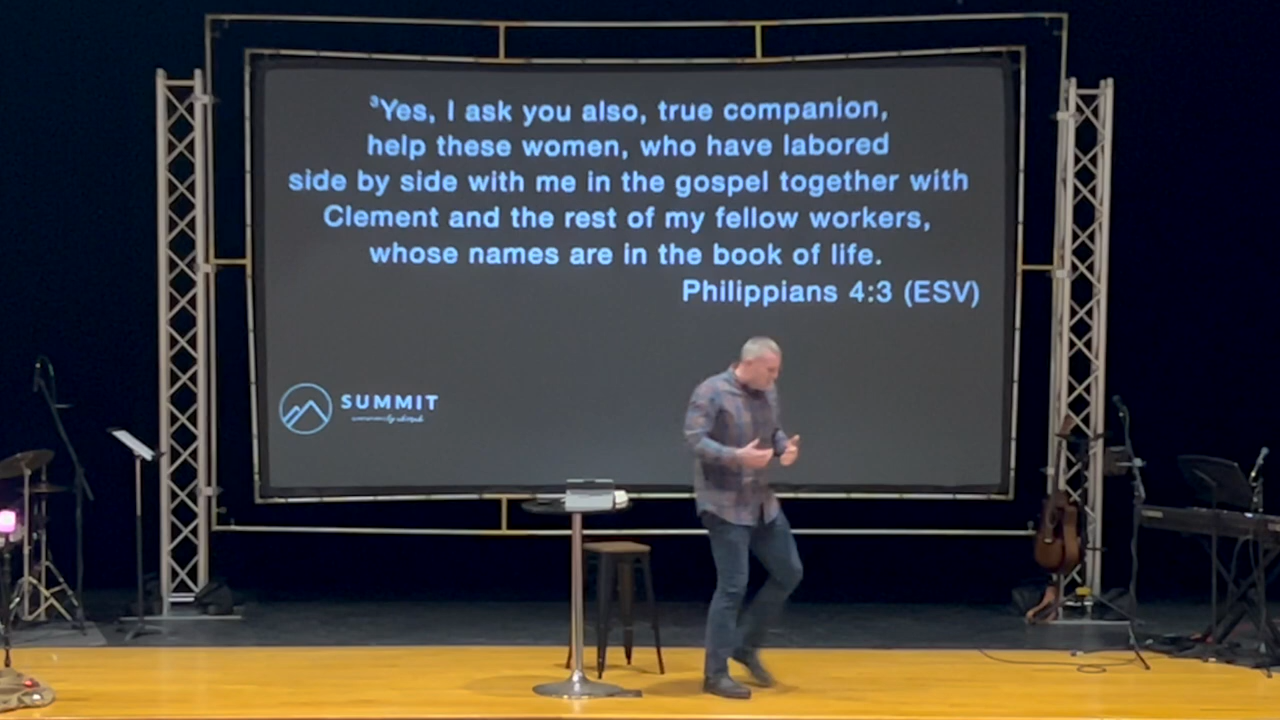 ³Yes, I ask you also, true companion,
help these women, who have labored
side by side with me in the gospel together with
Clement and the rest of my fellow workers,
whose names are in the book of life.
Philippians 4:3 (ESV)
SUMMIT
community church